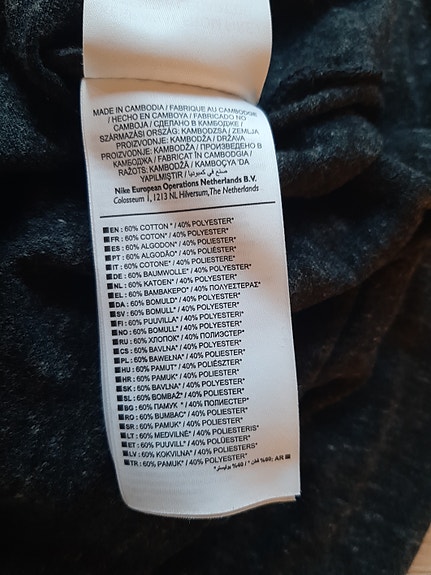 MADE IN CAMBODIA / FABRIQUE AU CAMBODGE
/ HECHO EN CAMBOYA / FABRICADO NO
CAMBOJA / СДЕЛАНО В КАМБОДЖЕ /
SZÁRMAZÁSI ORSZÁG: KAMBODZSA / ZEMLJA
PROIZVODNJE: KAMBODŽA / DRŽAVA
PROIZVODNJE: KAMBODŽA / ПРОИЗВЕДЕНО В
КАМБОДЖА / FABRICAT ÎN CAMBODGIA /
RAŽOTS: KAMBODŽĀ / KAMBOÇYA 'DA
YAPILMIŞTIR / صنع في كمبوديا
Nike European Operations Netherlands B.V.
Colosseum 1, 1213 NL Hilversum, The Netherlands
EN : 60% COTTON * / 40% POLYESTER*
FR : 60% COTON* / 40% POLYESTER*
ES : 60% ALGODON* / 40% POLIESTER*
PT : 60% ALGODÃO* / 40% POLIÉSTER*
IT : 60% COTONE* / 40% POLIESTERE*
DE : 60% BAUMWOLLE* / 40% POLYESTER*
NL : 60% KATOEN* / 40% POLYESTER*
EL : 60% ΒΑΜΒΑΚΕΡΟ* / 40% ΠΟΛΥΕΣΤΕΡΑΣ*
DA : 60% BOMULD* / 40% POLYESTER*
SV : 60% BOMULL* / 40% POLYESTER*
FI : 60% PUUVILLA* / 40% POLYESTERI*
NO : 60% BOMULL* / 40% POLYESTER*
RU : 60% ХЛОПОК* / 40% ПОЛИЭСТЕР*
CS : 60% BAVLNA* / 40% POLYESTER*
PL : 60% BAWEŁNA* / 40% POLIESTER*
HU : 60% PAMUT* / 40% POLIÉSZTER*
HR : 60% PAMUK* / 40% POLIESTER*
SK : 60% BAVLNA* / 40% POLYESTER*
SL : 60% BOMBAŽ* / 40% POLIESTER*
BG : 60% ПАМУК * / 40% ПОЛИЕСТЕР*
RO : 60% BUMBAC* / 40% POLIESTER*
SR : 60% PAMUK* / 40% POLIESTER*
LT : 60% MEDVILNĖ* / 40% POLIESTERIS*
ET : 60% PUUVILL* / 40% POLÜESTER*
LV : 60% KOKVILNA* / 40% POLIESTERS*
TR : 60% PAMUK* / 40% POLYESTER*
AR : %60 قطن * / %40 بوليستر*